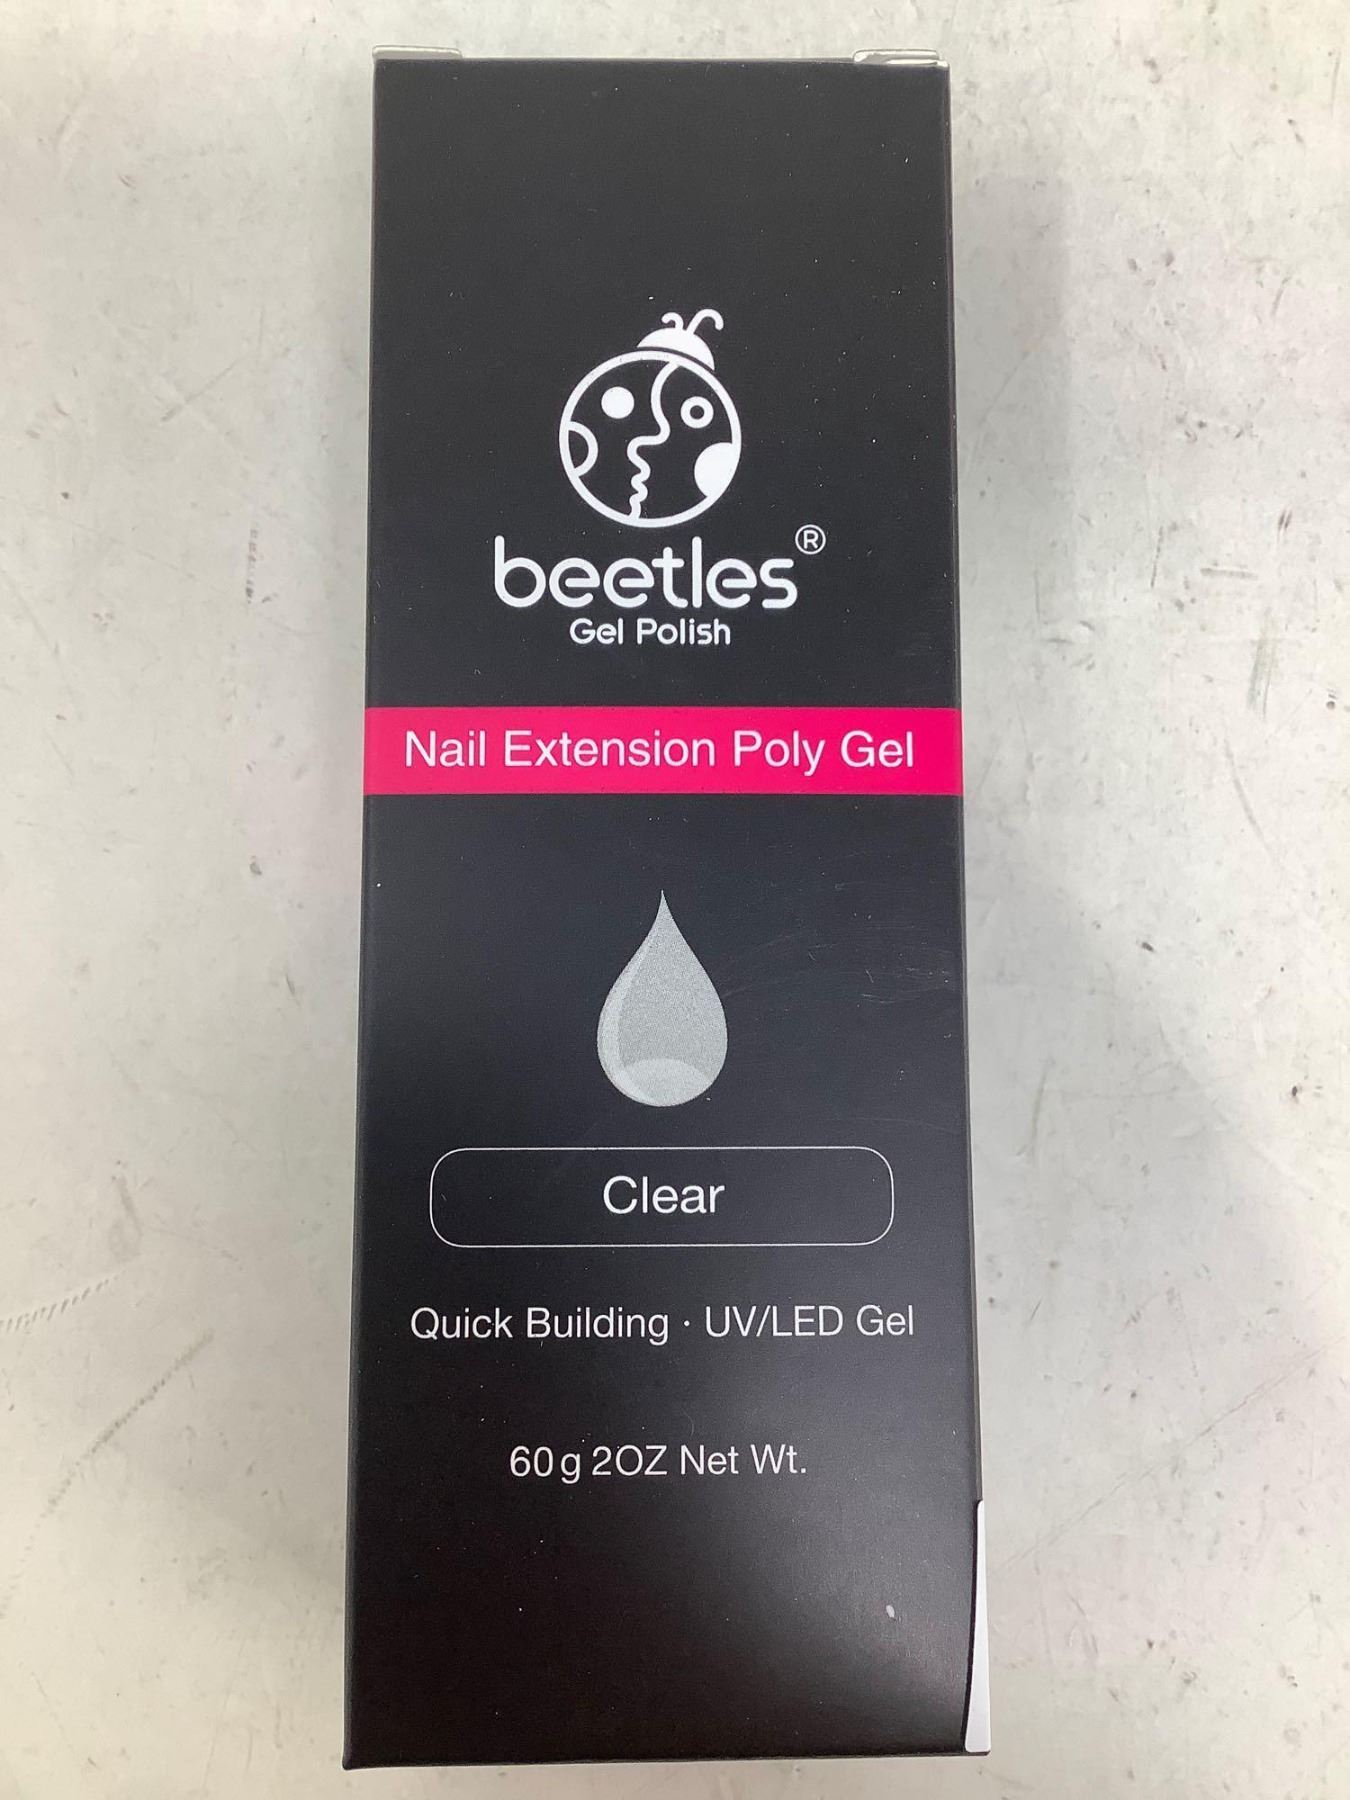 beetles®
Gel Polish
Nail Extension Poly Gel
Clear
Quick Building · UV/LED Gel
60g 2OZ Net Wt.